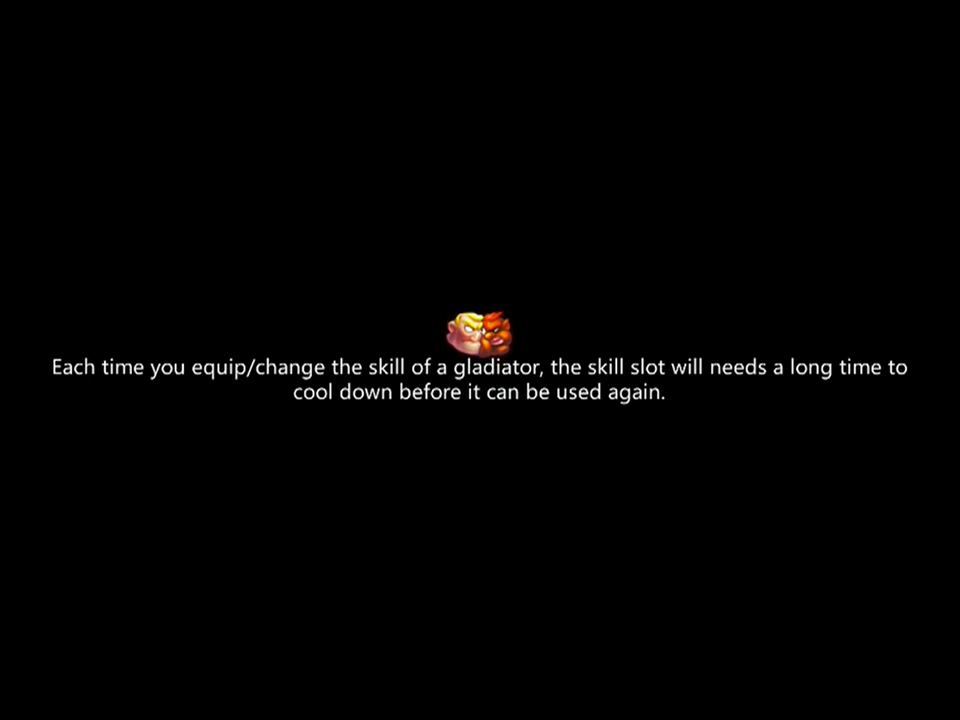 Each time you equip/change the skill of a gladiator, the skill slot will needs a long time to
cool down before it can be used again.